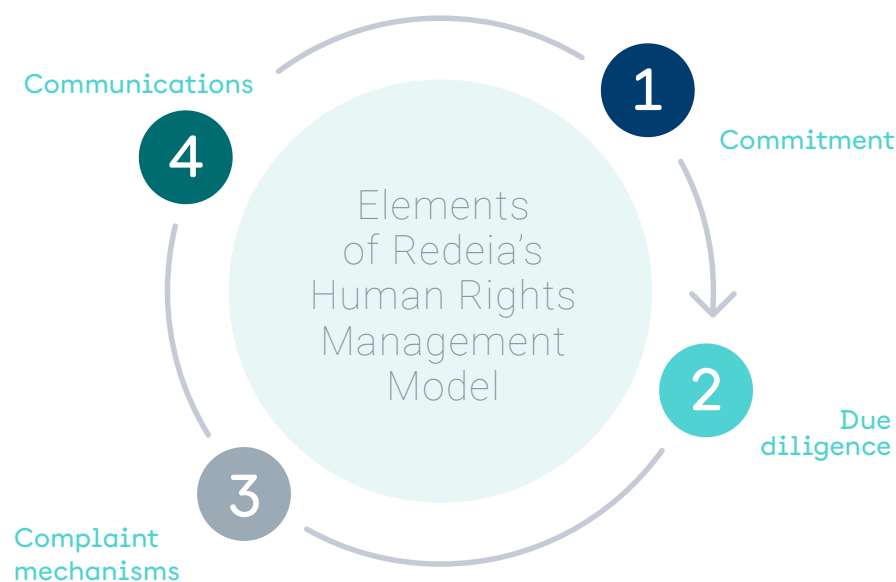 Elements
of Redeia’s
Human Rights
Management
Model
1
Commitment
2
Due
diligence
3
Complaint
mechanisms
4
Communications